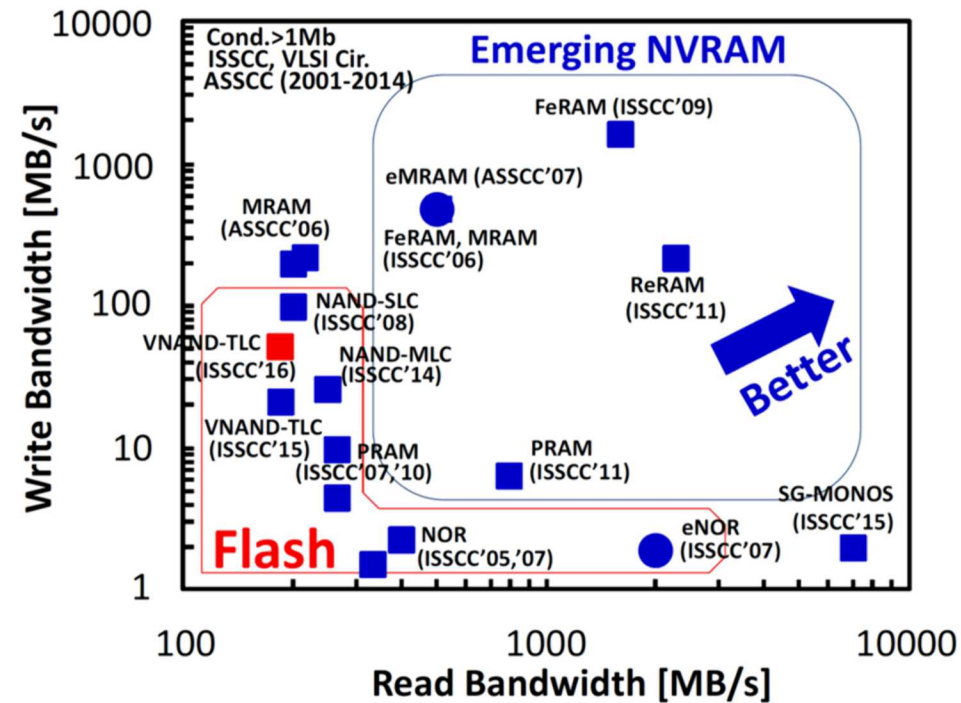 10000
1000
100
10
1
Write Bandwidth [MB/s]
Cond.>1Mb
ISSCC, VLSI Cir.
ASSCC (2001-2014)
Emerging NVRAM
FeRAM (ISSCC'09)
eMRAM (ASSCC'07)
MRAM
(ASSCC'06)
FeRAM, MRAM
(ISSCC'06)
ReRAM
(ISSCC'11)
NAND-SLC
(ISSCC'08)
VNAND-TLC
(ISSCC'16)
NAND-MLC
(ISSCC'14)
Better
VNAND-TLC
(ISSCC'15)
PRAM
(ISSCC'07,'10)
PRAM
(ISSCC'11)
SG-MONOS
(ISSCC'15)
Flash
NOR
(ISSCC'05,'07)
eNOR
(ISSCC'07)
100
1000
10000
Read Bandwidth [MB/s]